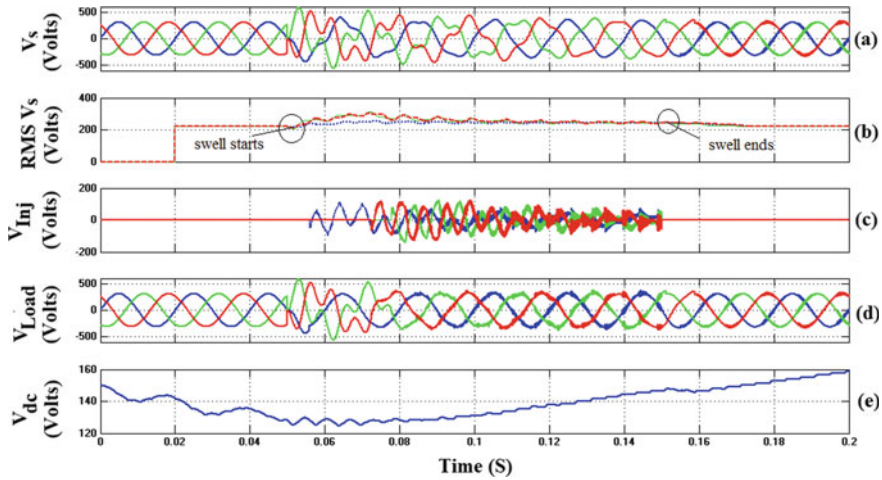 500
0
-500
Vs
(Volts)
(a)
400
200
0
RMS Vs
(Volts)
swell starts
swell ends
(b)
200
0
-200
VInj
(Volts)
(c)
500
0
-500
VLoad
(Volts)
(d)
160
140
120
Vdc
(Volts)
(e)
0 0.02 0.04 0.06 0.08 0.1 0.12 0.14 0.16 0.18 0.2
Time (S)